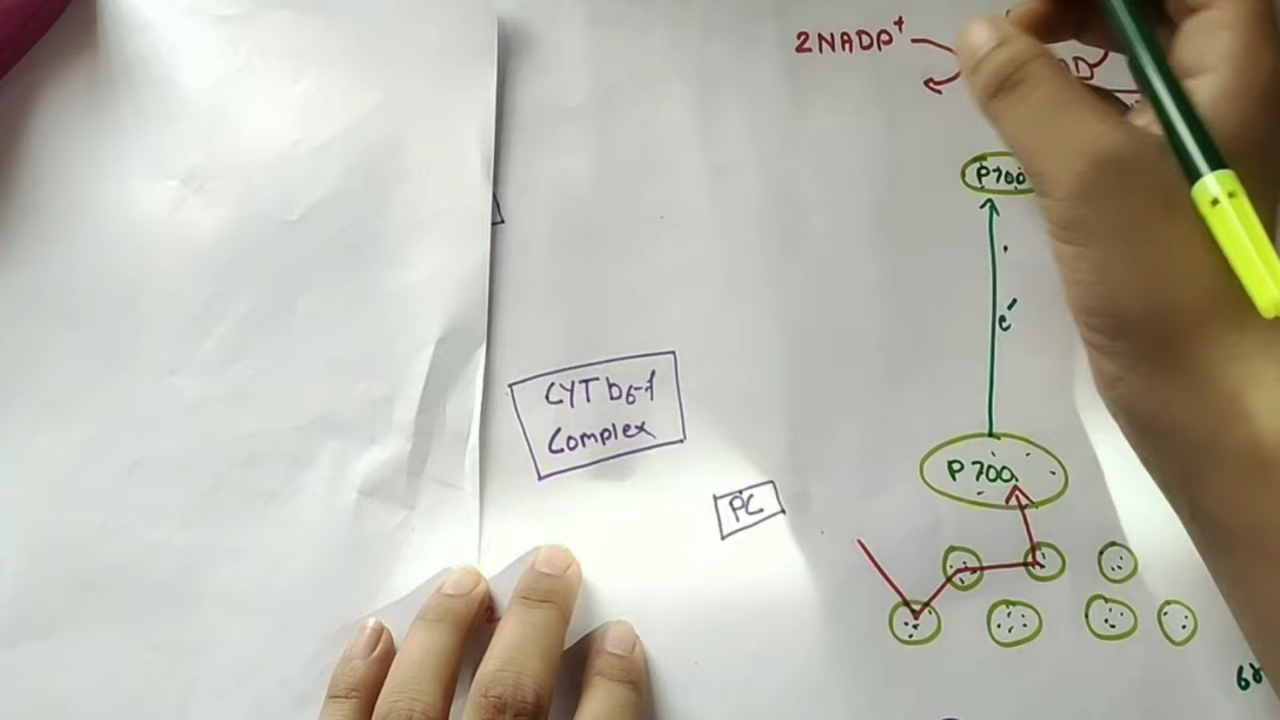 2NADP⁺
P700
e⁻
CYT b6-f
Complex
P700
PC